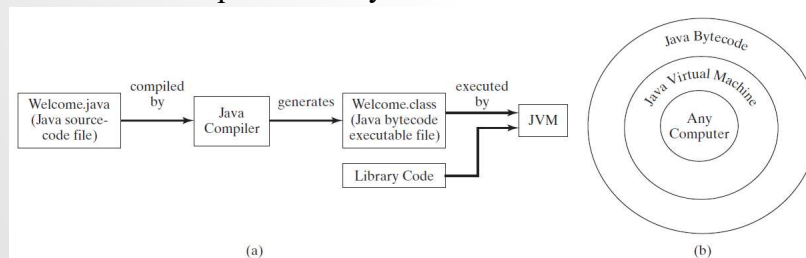 compiled
by
Welcome.java
(Java source-
code file)
Java
Compiler
generates
Welcome.class
(Java bytecode
executable file)
executed
by
JVM
Library Code
(a)
Java Bytecode
Java Virtual Machine
Any
Computer
(b)